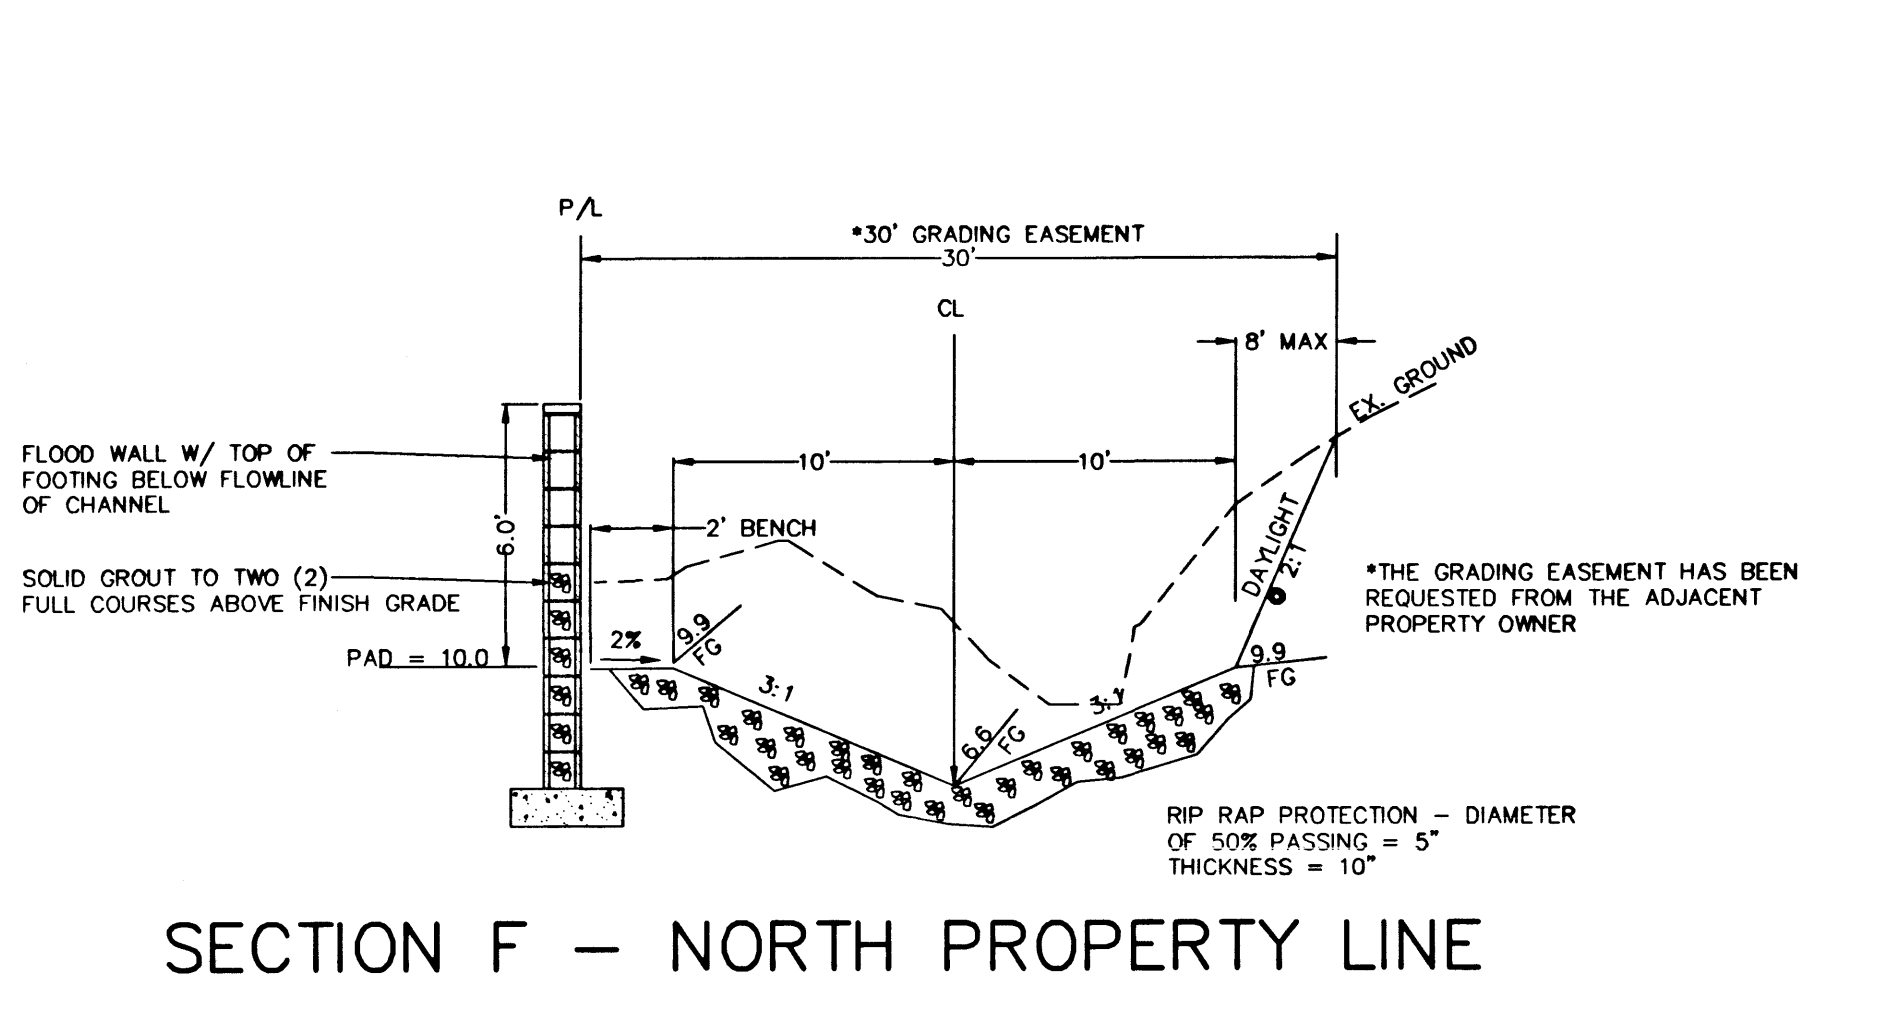 P/L
*30' GRADING EASEMENT
30'
CL
8' MAX
EX. GROUND
FLOOD WALL W/ TOP OF
FOOTING BELOW FLOWLINE
OF CHANNEL
10'
10'
6.0'
2' BENCH
DAYLIGHT
@ 2:1
SOLID GROUT TO TWO (2)
FULL COURSES ABOVE FINISH GRADE
*THE GRADING EASEMENT HAS BEEN
REQUESTED FROM THE ADJACENT
PROPERTY OWNER
2%
9.9
FG
PAD = 10.0
9.9
FG
3:1
3:1
6.6
FG
RIP RAP PROTECTION – DIAMETER
OF 50% PASSING = 5"
THICKNESS = 10"
SECTION F – NORTH PROPERTY LINE